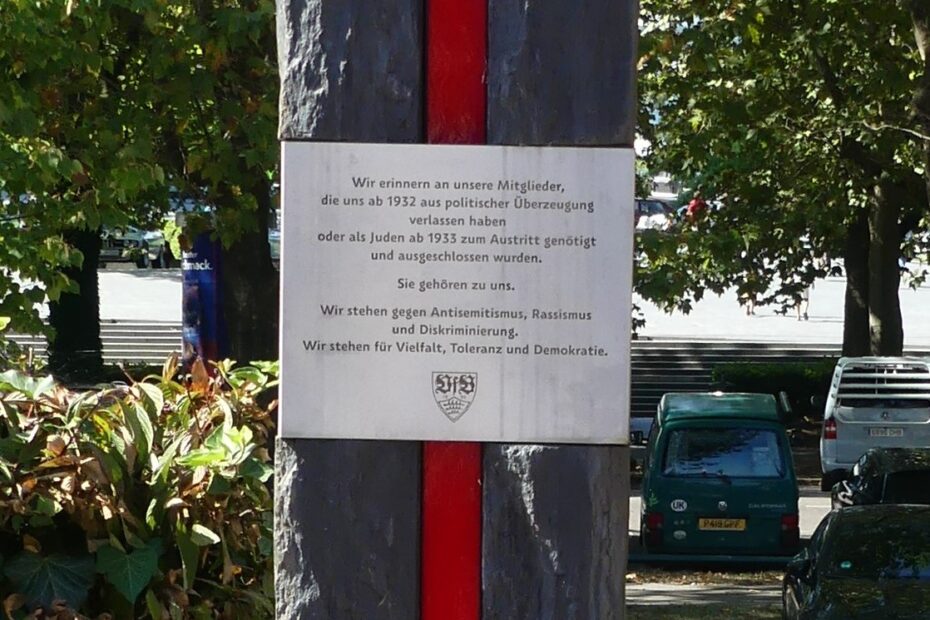 Wir erinnern an unsere Mitglieder,
die uns ab 1932 aus politischer Überzeugung
verlassen haben
oder als Juden ab 1933 zum Austritt genötigt
und ausgeschlossen wurden.
Sie gehören zu uns.
Wir stehen gegen Antisemitismus, Rassismus
und Diskriminierung.
Wir stehen für Vielfalt, Toleranz und Demokratie.
VfB
UK
CALIFORNIA